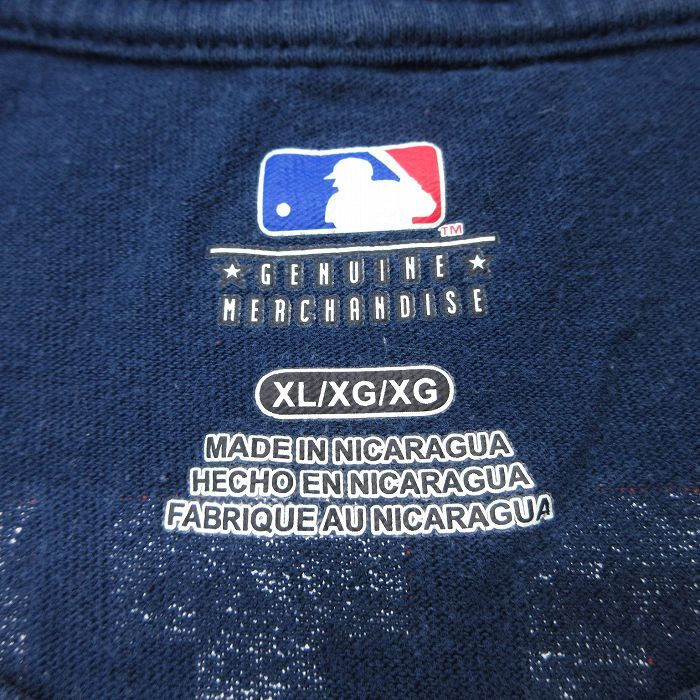 TM
★ GENUINE ★
MERCHANDISE
XL/XG/XG
MADE IN NICARAGUA
HECHO EN NICARAGUA
FABRIQUE AU NICARAGUA